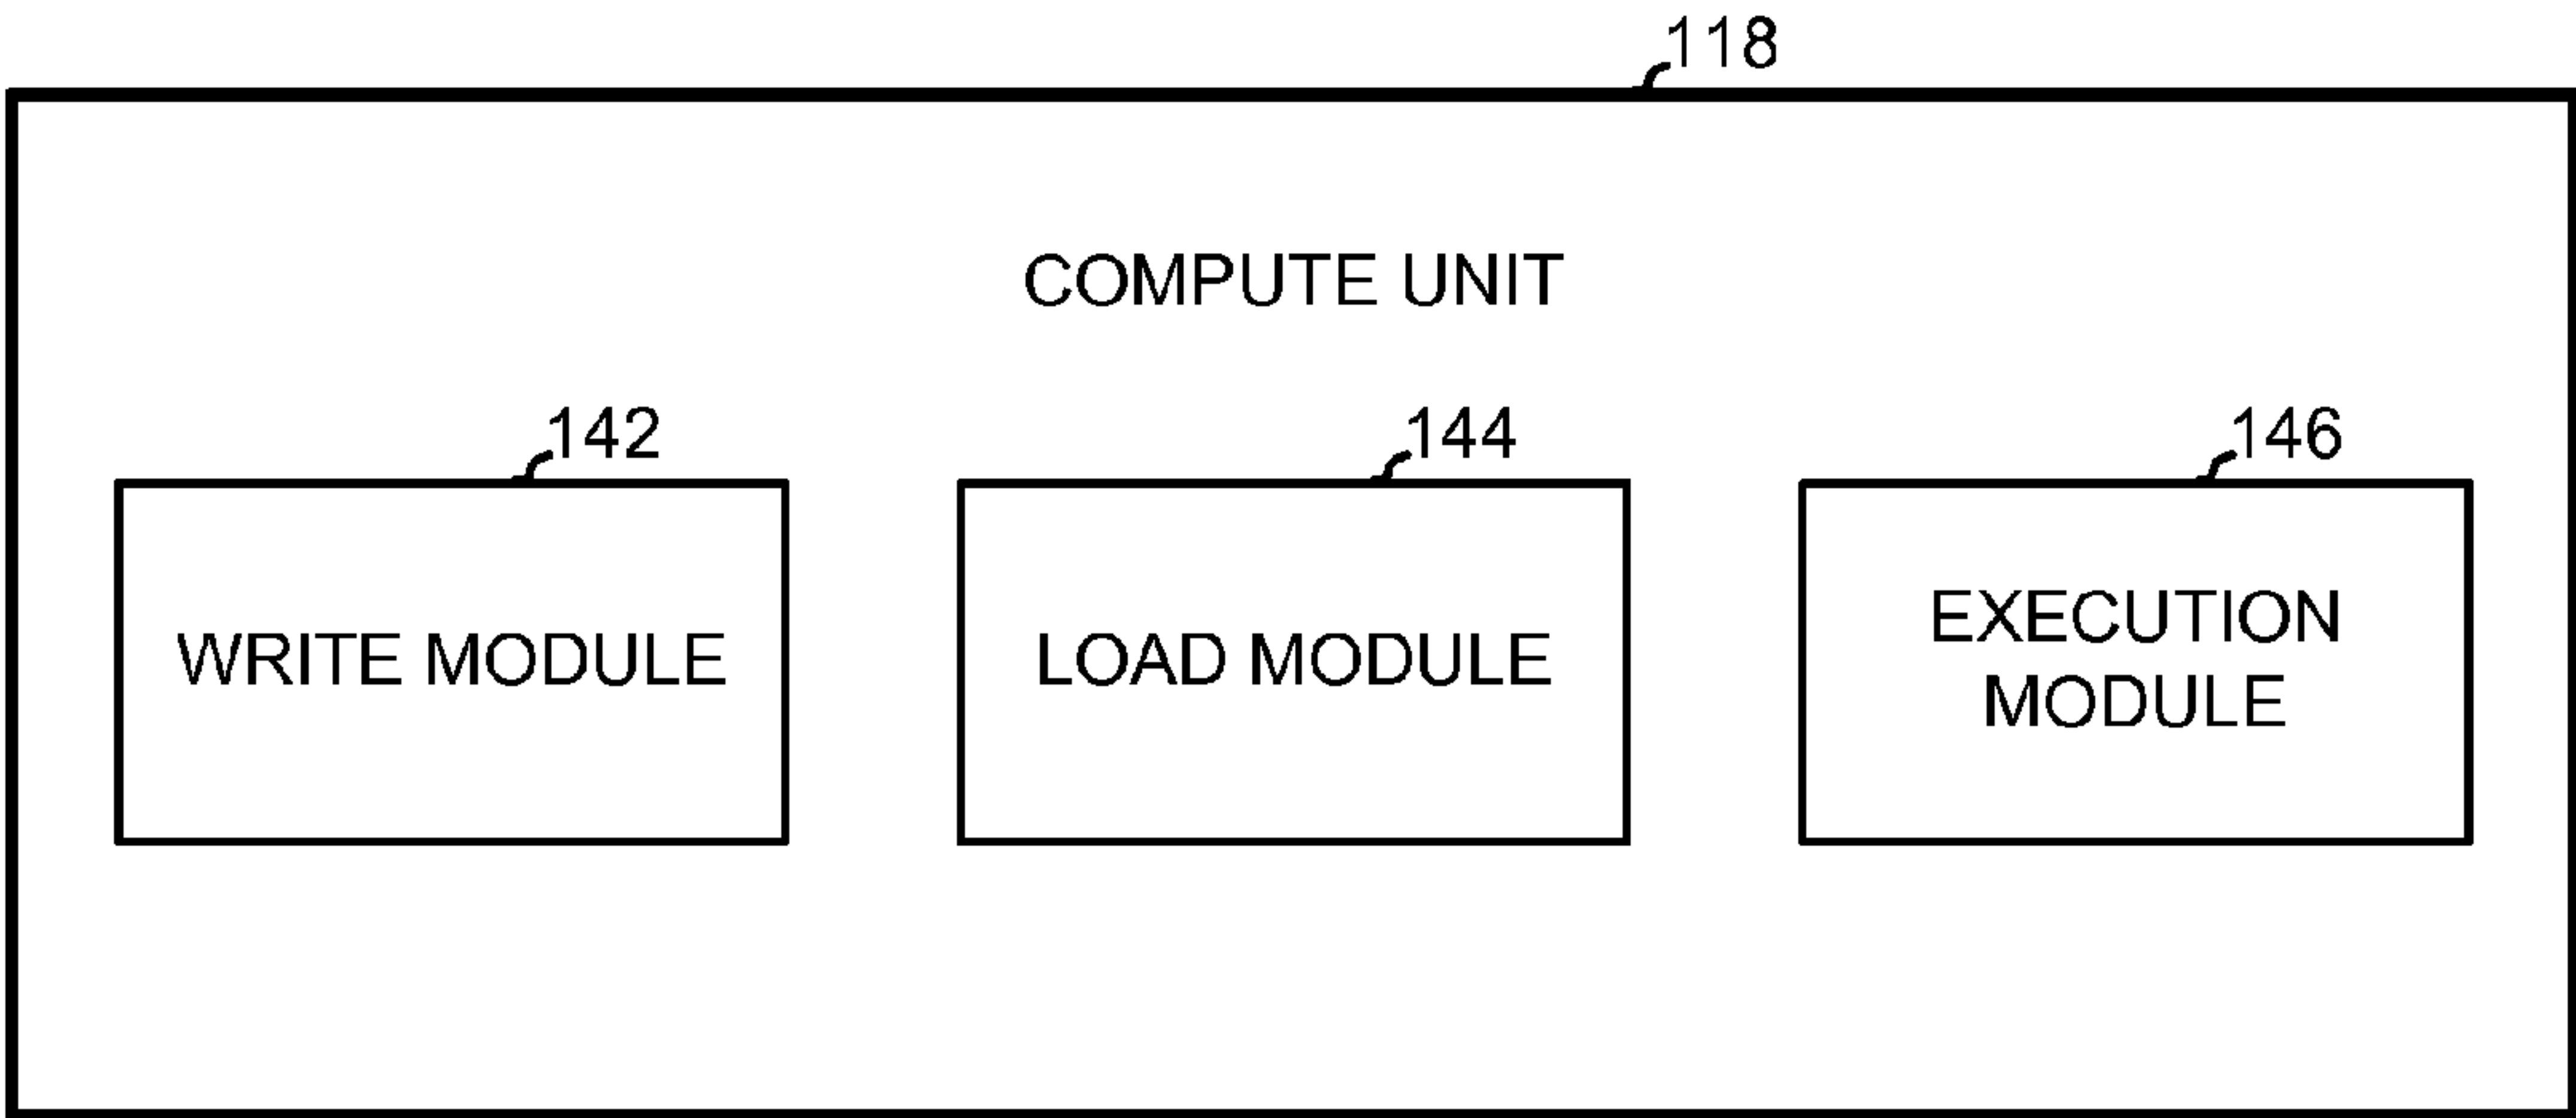 118
COMPUTE UNIT
142
144
146
WRITE MODULE
LOAD MODULE
EXECUTION
MODULE